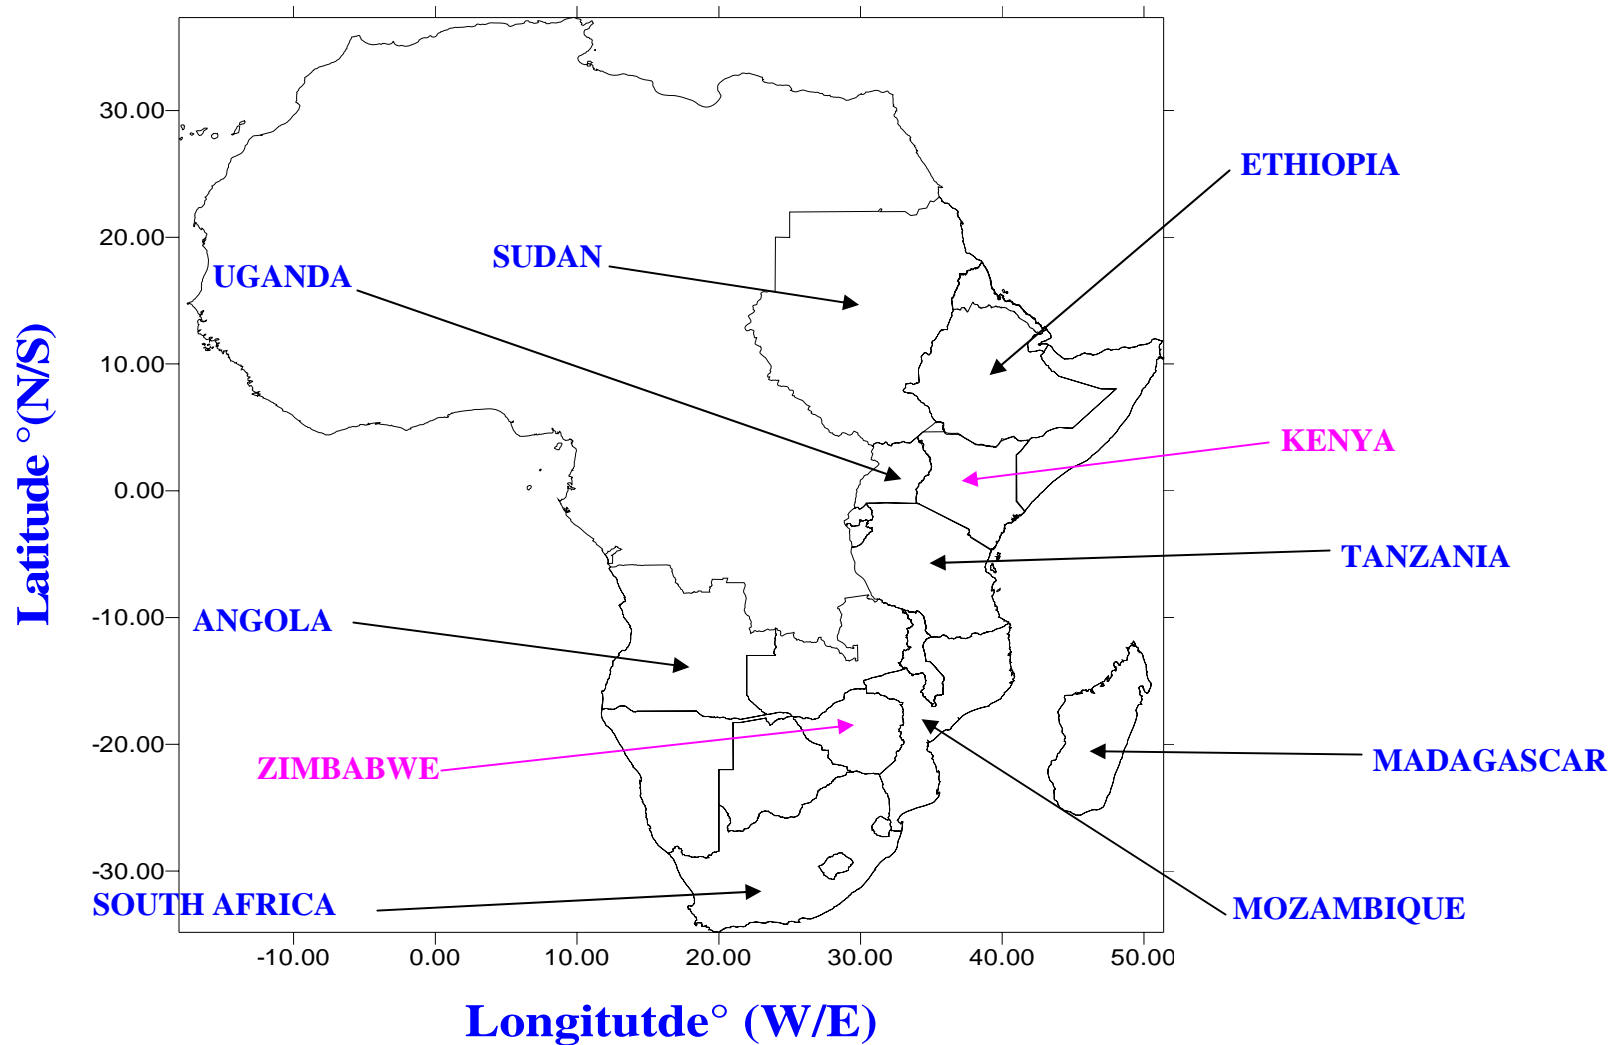 30.00
ETHIOPIA
20.00
SUDAN
UGANDA
10.00
KENYA
0.00
TANZANIA
-10.00
ANGOLA
-20.00
MADAGASCAR
ZIMBABWE
-30.00
SOUTH AFRICA
MOZAMBIQUE
Latitude °(N/S)
-10.00 0.00 10.00 20.00 30.00 40.00 50.00
Longitutde° (W/E)